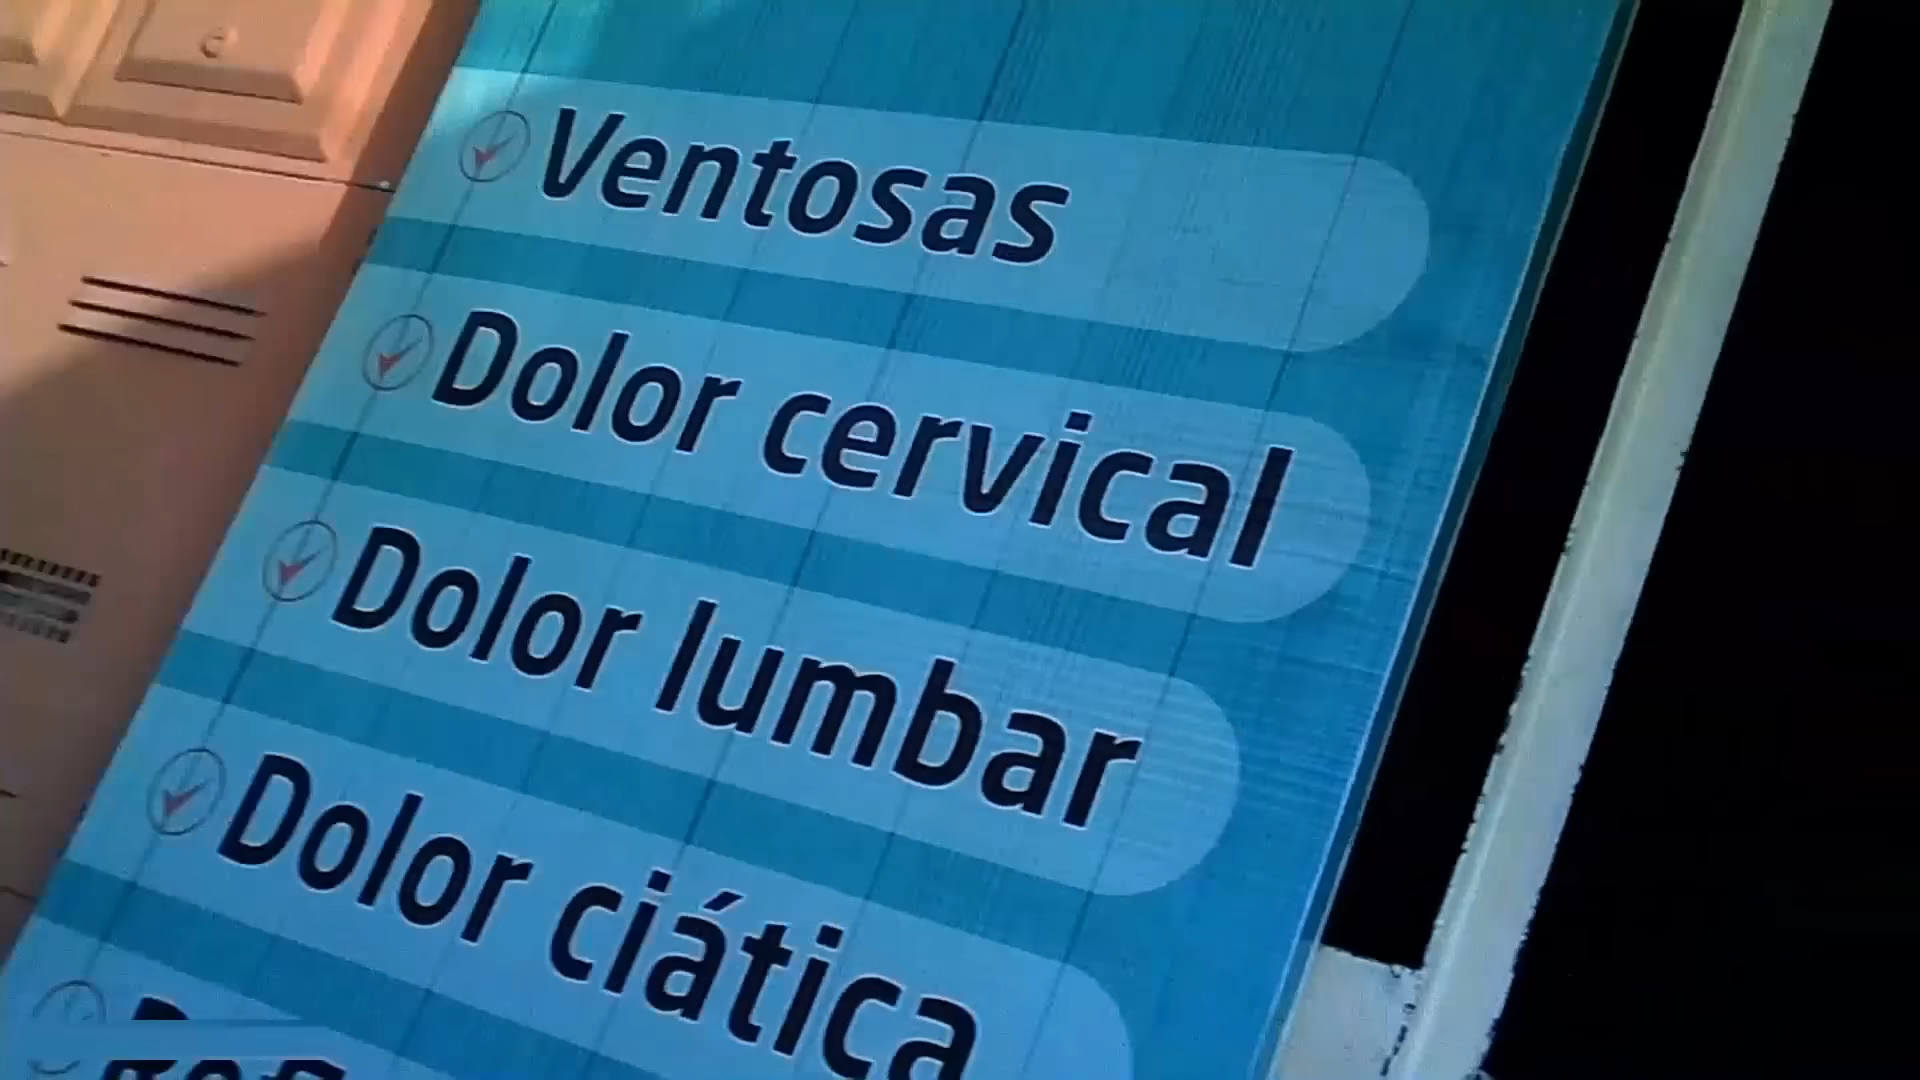 Ventosas
Dolor cervical
Dolor lumbar
Dolor ciática